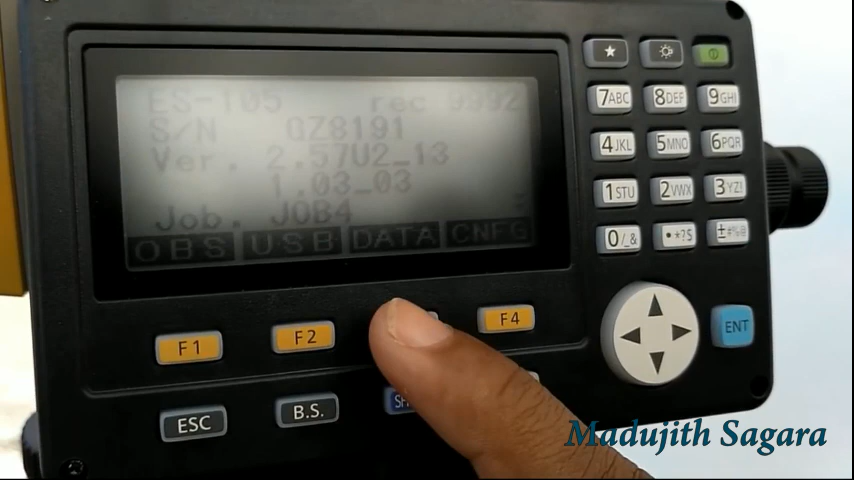 ES-105 rec 9992
S/N GZ8191
Ver. 2.57U2_13
1.03_03
Job. JOB4
OBS USB DATA CNFG
★
7ABC 8DEF 9GHI
4JKL 5MNO 6PQR
1STU 2VWX 3YZ!
0/_&
F1 F2 F4
ENT
ESC B.S.
Madujith Sagara